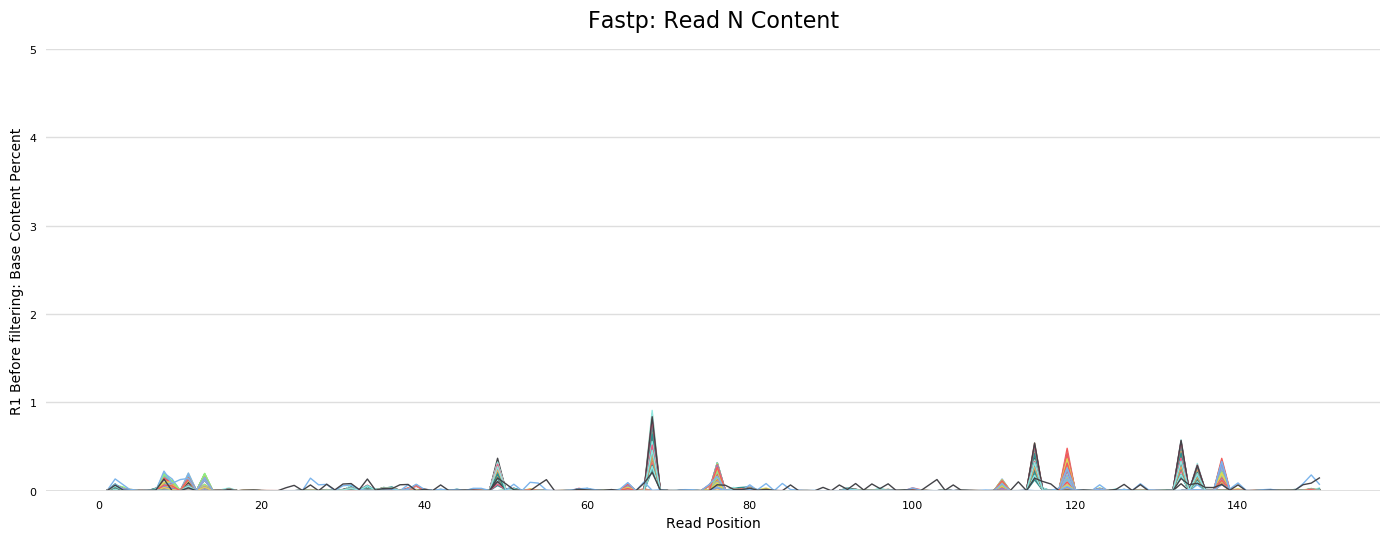 Fastp: Read N Content
R1 Before filtering: Base Content Percent
5
4
3
2
1
0
0 20 40 60 80 100 120 140
Read Position